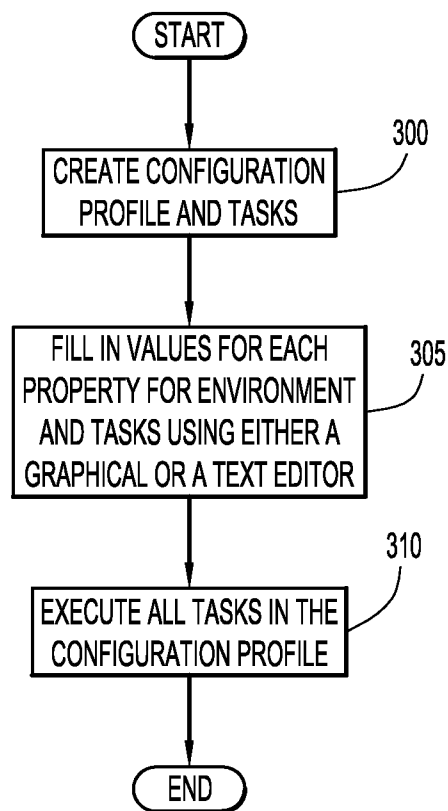 START
300
CREATE CONFIGURATION
PROFILE AND TASKS
305
FILL IN VALUES FOR EACH
PROPERTY FOR ENVIRONMENT
AND TASKS USING EITHER A
GRAPHICAL OR A TEXT EDITOR
310
EXECUTE ALL TASKS IN THE
CONFIGURATION PROFILE
END